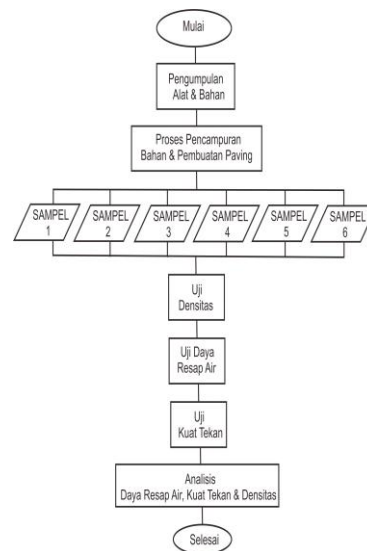 Mulai
Pengumpulan
Alat & Bahan
Proses Pencampuran
Bahan & Pembuatan Paving
SAMPEL
1
SAMPEL
2
SAMPEL
3
SAMPEL
4
SAMPEL
5
SAMPEL
6
Uji
Densitas
Uji Daya
Resap Air
Uji
Kuat Tekan
Analisis
Daya Resap Air, Kuat Tekan & Densitas
Selesai